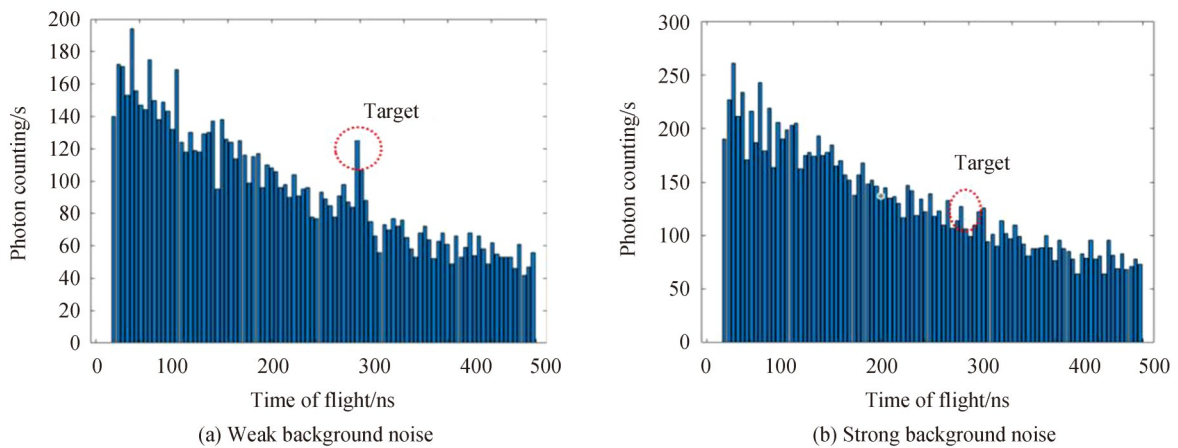 200
180
160
140
120
100
80
60
40
20
0
Photon counting/s
Target
0 100 200 300 400 500
Time of flight/ns
(a) Weak background noise
300
250
200
150
100
50
0
Photon counting/s
Target
0 100 200 300 400 500
Time of flight/ns
(b) Strong background noise